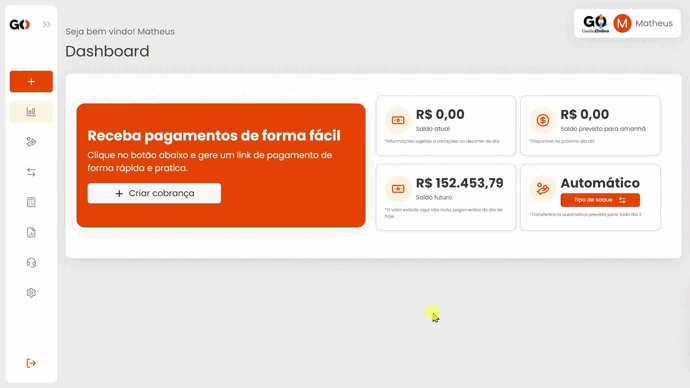 GO
Seja bem vindo! Matheus
Dashboard
GO
GestãoOnline
M
Matheus
Receba pagamentos de forma fácil
Clique no botão abaixo e gere um link de pagamento de
forma rápida e pratica.
+ Criar cobrança
R$ 0,00
Saldo atual
*Informações sujeitas a variações no decorrer do dia
R$ 0,00
Saldo previsto para amanhã
*Disponível no próximo dia útil
R$ 152.453,79
Saldo futuro
*O valor exibido aqui não inclui pagamentos do dia de
hoje
Automático
Tipo de saque
*Transferência automática prevista para todo dia 5